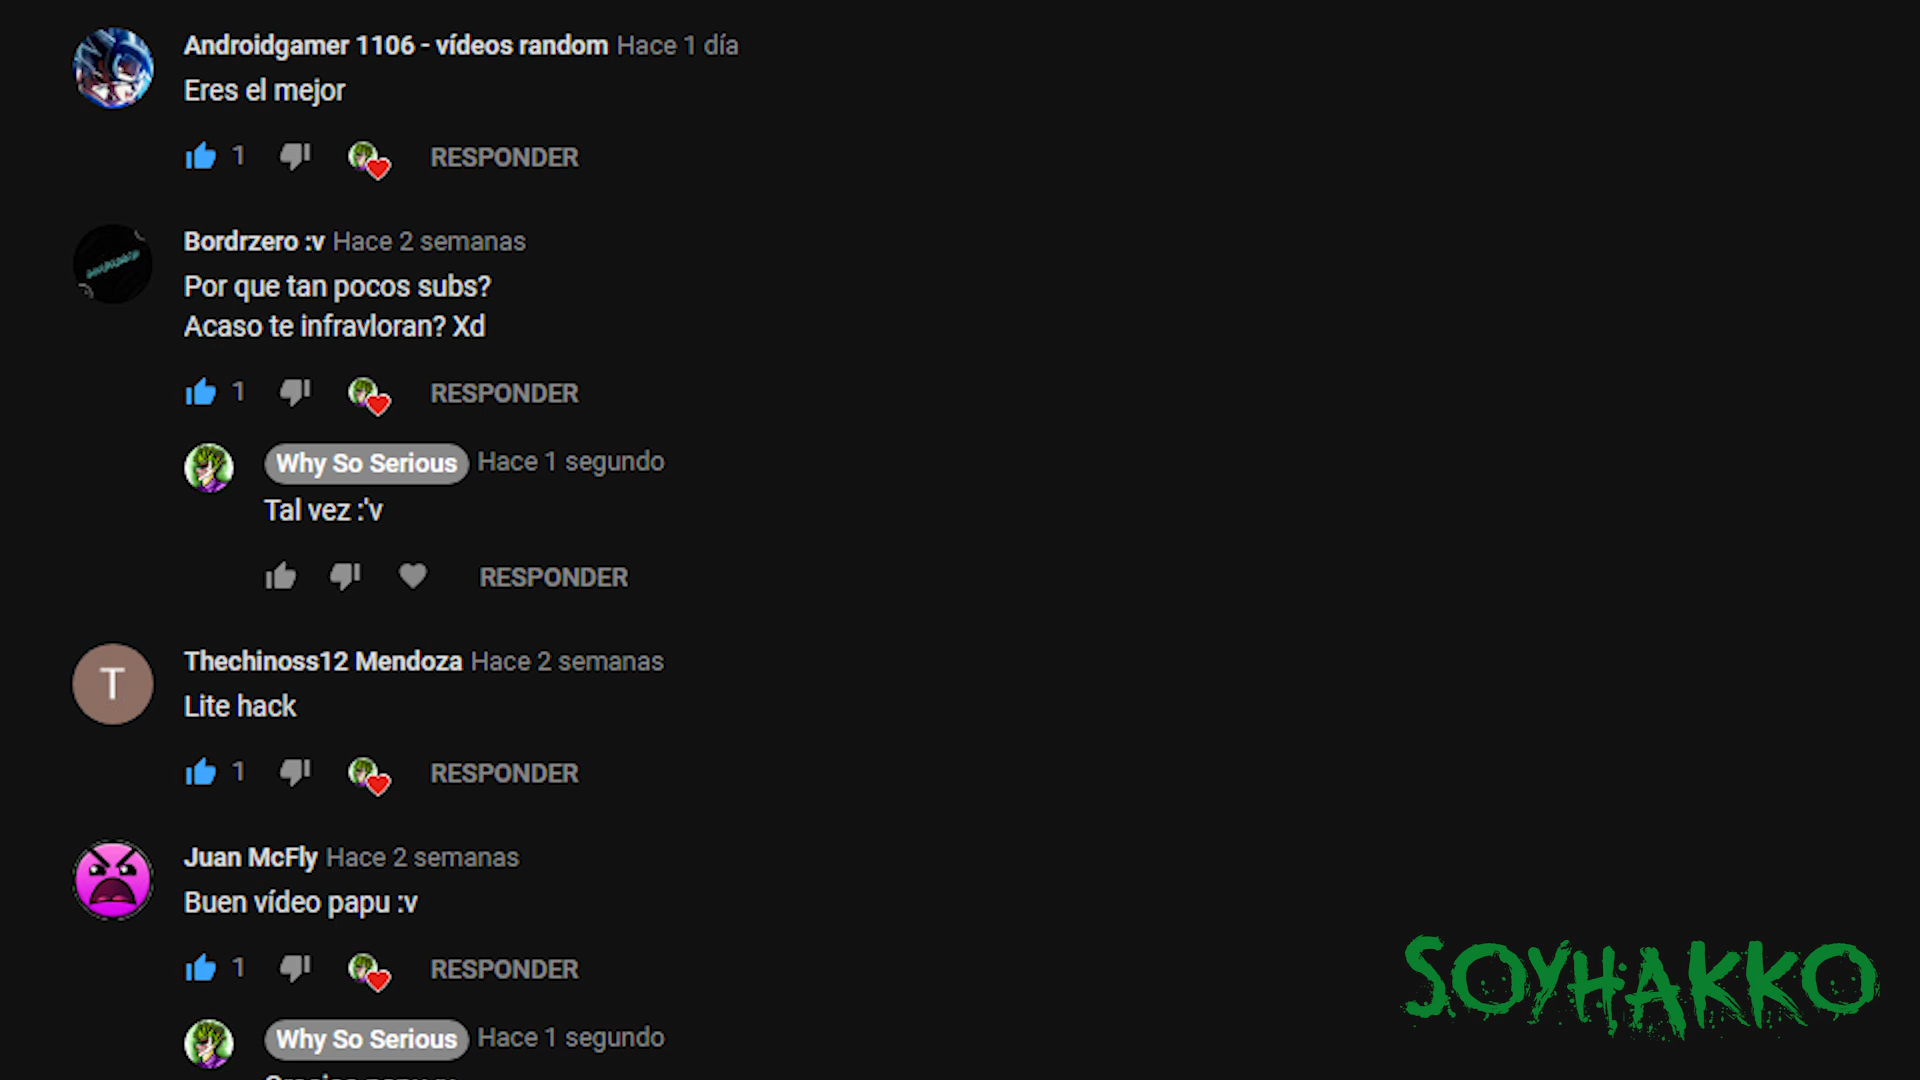 Androidgamer 1106 - vídeos random Hace 1 día
Eres el mejor
1 RESPONDER
Bordrzero :v Hace 2 semanas
Por que tan pocos subs?
Acaso te infravloran? Xd
1 RESPONDER
Why So Serious Hace 1 segundo
Tal vez :'v
RESPONDER
T
Thechinoss12 Mendoza Hace 2 semanas
Lite hack
1 RESPONDER
Juan McFly Hace 2 semanas
Buen vídeo papu :v
1 RESPONDER
SOYHAKKO
Why So Serious Hace 1 segundo